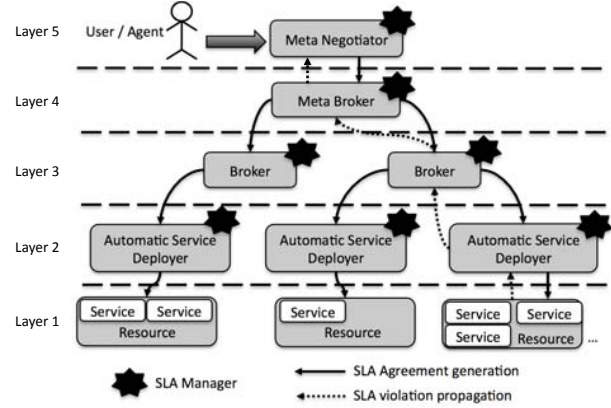 Layer 5
User / Agent
Meta Negotiator
Layer 4
Meta Broker
Layer 3
Broker
Broker
Layer 2
Automatic Service
Deployer
Automatic Service
Deployer
Automatic Service
Deployer
Layer 1
Service
Service
Resource
Service
Resource
Service
Service
Service
Resource
...
SLA Manager
SLA Agreement generation
SLA violation propagation